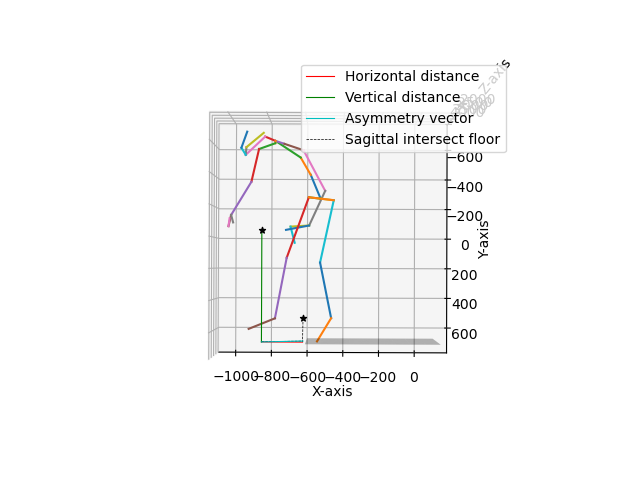 Horizontal distance
Vertical distance
Asymmetry vector
Sagittal intersect floor
Z-axis
−600
−400
−200
0
200
400
600
Y-axis
−1000 −800 −600 −400 −200 0
X-axis